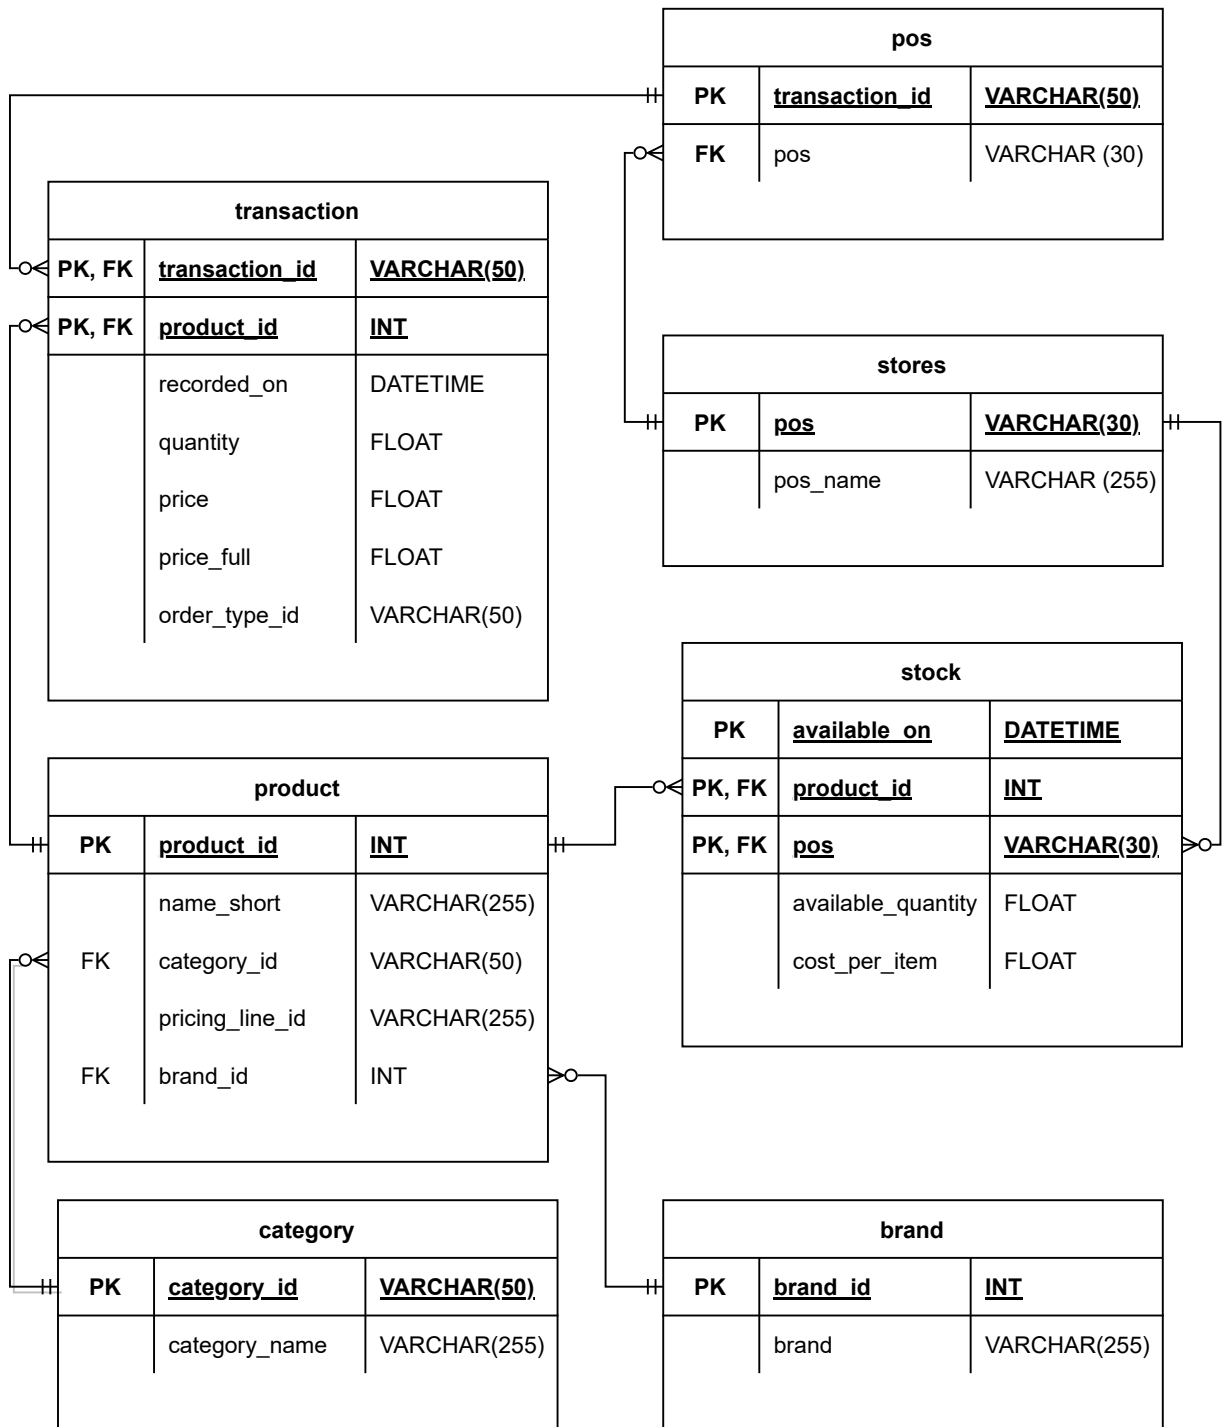 pos
PK transaction_id VARCHAR(50)
FK pos VARCHAR (30)
transaction
PK, FK transaction_id VARCHAR(50)
PK, FK product_id INT
recorded_on DATETIME
quantity FLOAT
price FLOAT
price_full FLOAT
order_type_id VARCHAR(50)
stores
PK pos VARCHAR(30)
pos_name VARCHAR (255)
stock
PK available_on DATETIME
PK, FK product_id INT
PK, FK pos VARCHAR(30)
available_quantity FLOAT
cost_per_item FLOAT
product
PK product_id INT
name_short VARCHAR(255)
FK category_id VARCHAR(50)
pricing_line_id VARCHAR(255)
FK brand_id INT
category
PK category_id VARCHAR(50)
category_name VARCHAR(255)
brand
PK brand_id INT
brand VARCHAR(255)